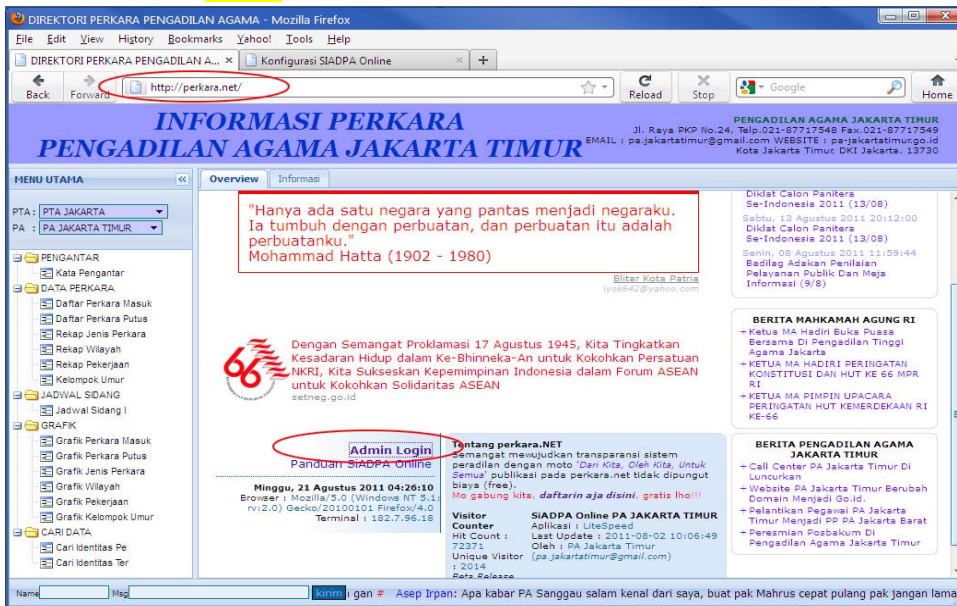 DIREKTORI PERKARA PENGADILAN AGAMA - Mozilla Firefox
File Edit View History Bookmarks Yahoo! Tools Help
DIREKTORI PERKARA PENGADILAN A... × Konfigurasi SIADPA Online × +
Back Forward http://perkara.net/ Reload Stop Google Home
INFORMASI PERKARA
PENGADILAN AGAMA JAKARTA TIMUR
PENGADILAN AGAMA JAKARTA TIMUR
Jl. Raya PKP No.24, Telp.021-87717548 Fax.021-87717549
EMAIL : pa.jakartatimur@gmail.com WEBSITE : pa-jakartatimur.go.id
Kota Jakarta Timur. DKI Jakarta. 13730
MENU UTAMA
PTA : PTA JAKARTA
PA : PA JAKARTA TIMUR
PENGANTAR
Kata Pengantar
DATA PERKARA
Daftar Perkara Masuk
Daftar Perkara Putus
Rekap Jenis Perkara
Rekap Wilayah
Rekap Pekerjaan
Kelompok Umur
JADWAL SIDANG
Jadwal Sidang I
GRAFIK
Grafik Perkara Masuk
Grafik Perkara Putus
Grafik Jenis Perkara
Grafik Wilayah
Grafik Pekerjaan
Grafik Kelompok Umur
CARI DATA
Cari Identitas Pe
Cari Identitas Ter
Overview Informasi
"Hanya ada satu negara yang pantas menjadi negaraku.
Ia tumbuh dengan perbuatan, dan perbuatan itu adalah
perbuatanku."
Mohammad Hatta (1902 - 1980)
Blitar Kota Patria
iyok642@yahoo.com
66
Dengan Semangat Proklamasi 17 Agustus 1945, Kita Tingkatkan
Kesadaran Hidup dalam Ke-Bhinneka-An untuk Kokohkan Persatuan
NKRI, Kita Sukseskan Kepemimpinan Indonesia dalam Forum ASEAN
untuk Kokohkan Solidaritas ASEAN
setneg.go.id
Admin Login
Panduan SIADPA Online
Minggu, 21 Agustus 2011 04:26:10
Browser : Mozilla/5.0 (Windows NT 5.1;
rv:2.0) Gecko/20100101 Firefox/4.0
Terminal : 182.7.96.18
Tentang perkara.NET
Semangat mewujudkan transparansi sistem
peradilan dengan moto 'Dari Kita, Oleh Kita, Untuk
Semua' publikasi pada perkara.net tidak dipungut
biaya (free).
Mo gabung kita, daftarin aja disini, gratis lho!!!
Visitor
Counter
Hit Count :
72371
Unique Visitor
: 2014
Beta Release
SiADPA Online PA JAKARTA TIMUR
Aplikasi : LiteSpeed
Last Update : 2011-08-02 10:06:49
Oleh : PA Jakarta Timur
(pa.jakartatimur@gmail.com)
Diklat Calon Panitera
Se-Indonesia 2011 (13/08)
Sabtu, 13 Agustus 2011 20:12:00
Diklat Calon Panitera
Se-Indonesia 2011 (13/08)
Senin, 08 Agustus 2011 11:59:44
Badilag Adakan Penilaian
Pelayanan Publik Dan Meja
Informasi (9/8)
BERITA MAHKAMAH AGUNG RI
+ Ketua MA Hadiri Buka Puasa
Bersama Di Pengadilan Tinggi
Agama Jakarta
+ KETUA MA HADIRI PERINGATAN
KONSTITUSI DAN HUT KE 66 MPR
RI
+ KETUA MA PIMPIN UPACARA
PERINGATAN HUT KEMERDEKAAN RI
KE-66
BERITA PENGADILAN AGAMA
JAKARTA TIMUR
+ Call Center PA Jakarta Timur Di
Luncurkan
+ Website PA Jakarta Timur Berubah
Domain Menjadi Go.id.
+ Pelantikan Pegawai PA Jakarta
Timur Menjadi PP PA Jakarta Barat
+ Peresmian Posbakum Di
Pengadilan Agama Jakarta Timur
Name Msg kirim gan # Asep Irpan: Apa kabar PA Sanggau salam kenal dari saya, buat pak Mahrus cepat pulang pak jangan lama